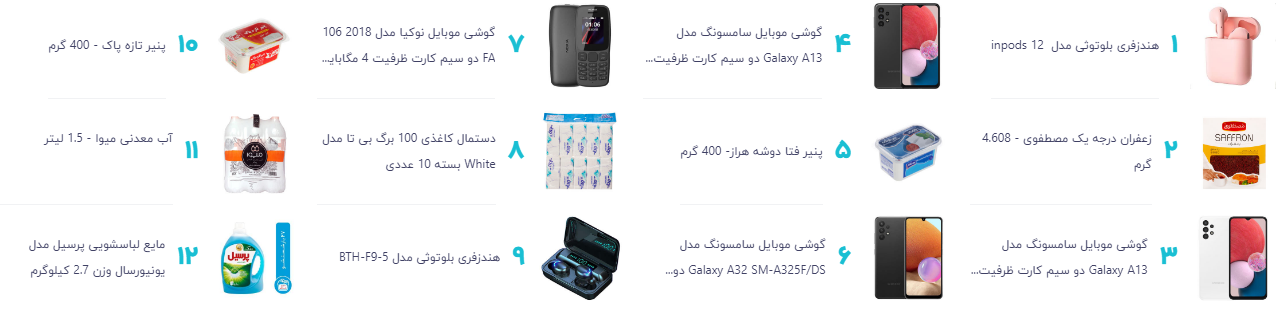 ۱
هندزفری بلوتوثی مدل inpods 12
۲
زعفران درجه یک مصطفوی - 4.608
گرم
مصطفوی
SAFFRON
۳
گوشی موبایل سامسونگ مدل
Galaxy A13 دو سیم کارت ظرفیت...
۴
گوشی موبایل سامسونگ مدل
Galaxy A13 دو سیم کارت ظرفیت...
۵
پنیر فتا دوشه هراز- 400 گرم
۶
گوشی موبایل سامسونگ مدل
Galaxy A32 SM-A325F/DS دو...
۷
گوشی موبایل نوکیا مدل 2018 106
FA دو سیم کارت ظرفیت 4 مگابای...
01:06
۸
دستمال کاغذی 100 برگ بی تا مدل
White بسته 10 عددی
۹
هندزفری بلوتوثی مدل BTH-F9-5
۱۰
پنیر تازه پاک - 400 گرم
۱۱
آب معدنی میوا - 1.5 لیتر
۱۲
مایع لباسشویی پرسیل مدل
یونیورسال وزن 2.7 کیلوگرم
پرسیل